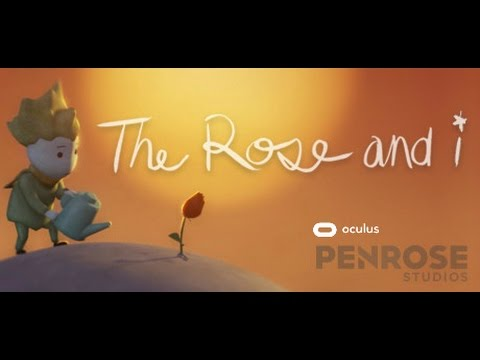 The Rose and i
oculus
PENROSE
STUDIOS